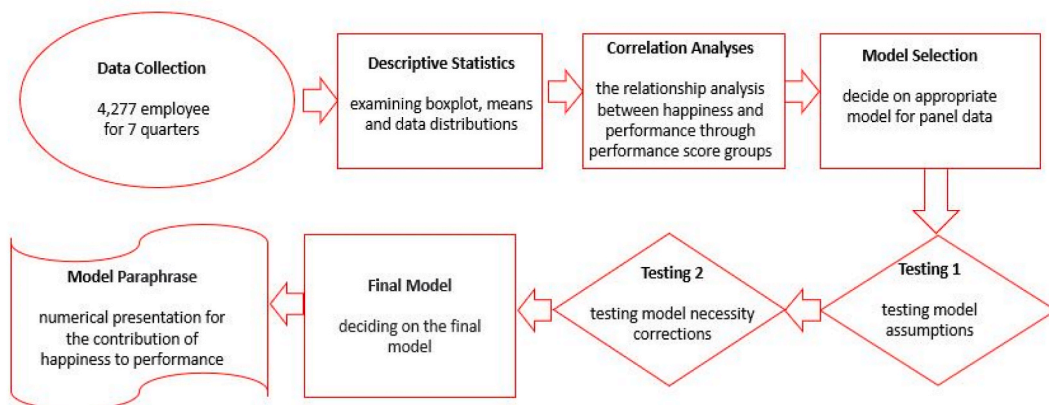 Data Collection
4,277 employee
for 7 quarters
Descriptive Statistics
examining boxplot, means
and data distributions
Correlation Analyses
the relationship analysis
between happiness and
performance through
performance score groups
Model Selection
decide on appropriate
model for panel data
Testing 1
testing model
assumptions
Testing 2
testing model necessity
corrections
Final Model
deciding on the final
model
Model Paraphrase
numerical presentation for
the contribution of
happiness to performance